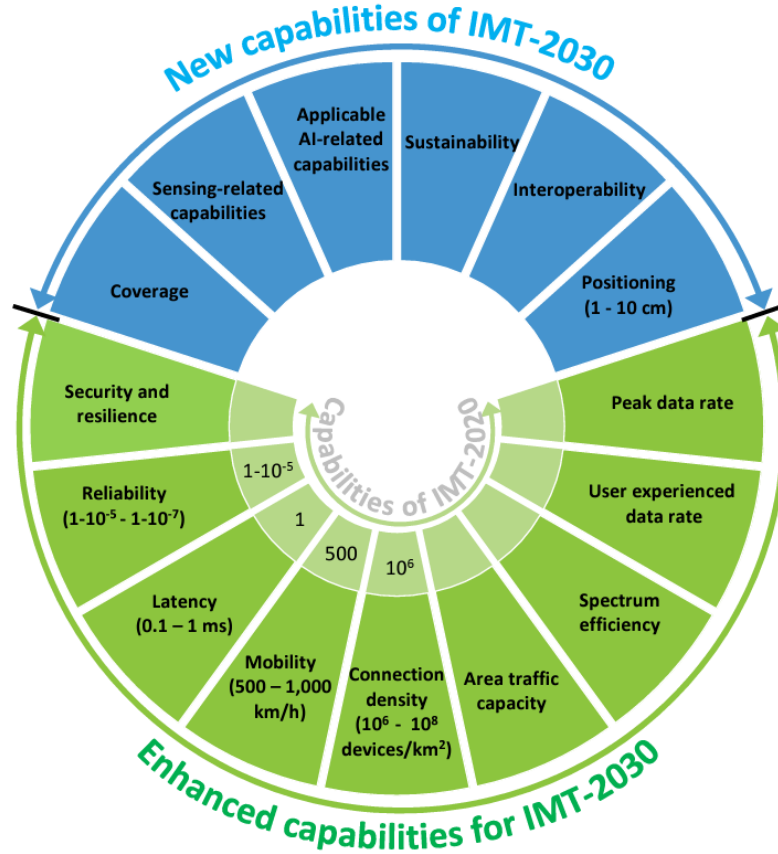 New capabilities of IMT-2030
Applicable
AI-related
capabilities
Sustainability
Sensing-related
capabilities
Interoperability
Coverage
Positioning
(1 - 10 cm)
Security and
resilience
Peak data rate
Capabilities of IMT-2020
Reliability
(1-10⁻⁵ - 1-10⁻⁷)
1-10⁻⁵
User experienced
data rate
Latency
(0.1 – 1 ms)
1
Spectrum
efficiency
Mobility
(500 – 1,000
km/h)
500
Connection
density
(10⁶ - 10⁸
devices/km²)
10⁶
Area traffic
capacity
Enhanced capabilities for IMT-2030